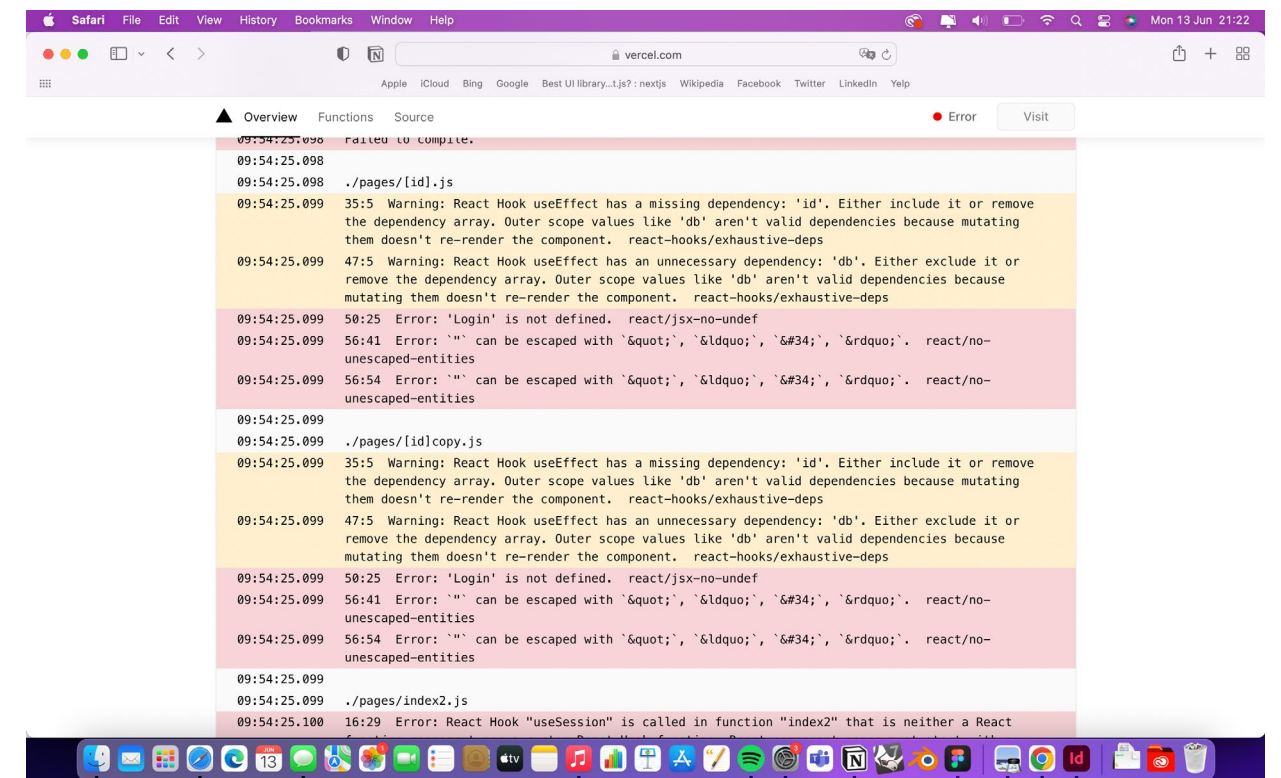 Safari File Edit View History Bookmarks Window Help Mon 13 Jun 21:22
vercel.com
Apple iCloud Bing Google Best UI library...t.js? : nextjs Wikipedia Facebook Twitter LinkedIn Yelp
Overview Functions Source Error Visit
09:54:25.098 Failed to compile.
09:54:25.098
09:54:25.098 ./pages/[id].js
09:54:25.099 35:5 Warning: React Hook useEffect has a missing dependency: 'id'. Either include it or remove
the dependency array. Outer scope values like 'db' aren't valid dependencies because mutating
them doesn't re-render the component. react-hooks/exhaustive-deps
09:54:25.099 47:5 Warning: React Hook useEffect has an unnecessary dependency: 'db'. Either exclude it or
remove the dependency array. Outer scope values like 'db' aren't valid dependencies because
mutating them doesn't re-render the component. react-hooks/exhaustive-deps
09:54:25.099 50:25 Error: 'Login' is not defined. react/jsx-no-undef
09:54:25.099 56:41 Error: `"` can be escaped with `&quot;`, `&ldquo;`, `&#34;`, `&rdquo;`. react/no-
unescaped-entities
09:54:25.099 56:54 Error: `"` can be escaped with `&quot;`, `&ldquo;`, `&#34;`, `&rdquo;`. react/no-
unescaped-entities
09:54:25.099
09:54:25.099 ./pages/[id]copy.js
09:54:25.099 35:5 Warning: React Hook useEffect has a missing dependency: 'id'. Either include it or remove
the dependency array. Outer scope values like 'db' aren't valid dependencies because mutating
them doesn't re-render the component. react-hooks/exhaustive-deps
09:54:25.099 47:5 Warning: React Hook useEffect has an unnecessary dependency: 'db'. Either exclude it or
remove the dependency array. Outer scope values like 'db' aren't valid dependencies because
mutating them doesn't re-render the component. react-hooks/exhaustive-deps
09:54:25.099 50:25 Error: 'Login' is not defined. react/jsx-no-undef
09:54:25.099 56:41 Error: `"` can be escaped with `&quot;`, `&ldquo;`, `&#34;`, `&rdquo;`. react/no-
unescaped-entities
09:54:25.099 56:54 Error: `"` can be escaped with `&quot;`, `&ldquo;`, `&#34;`, `&rdquo;`. react/no-
unescaped-entities
09:54:25.099
09:54:25.099 ./pages/index2.js
09:54:25.100 16:29 Error: React Hook "useSession" is called in function "index2" that is neither a React
JUN
13
tv
Id